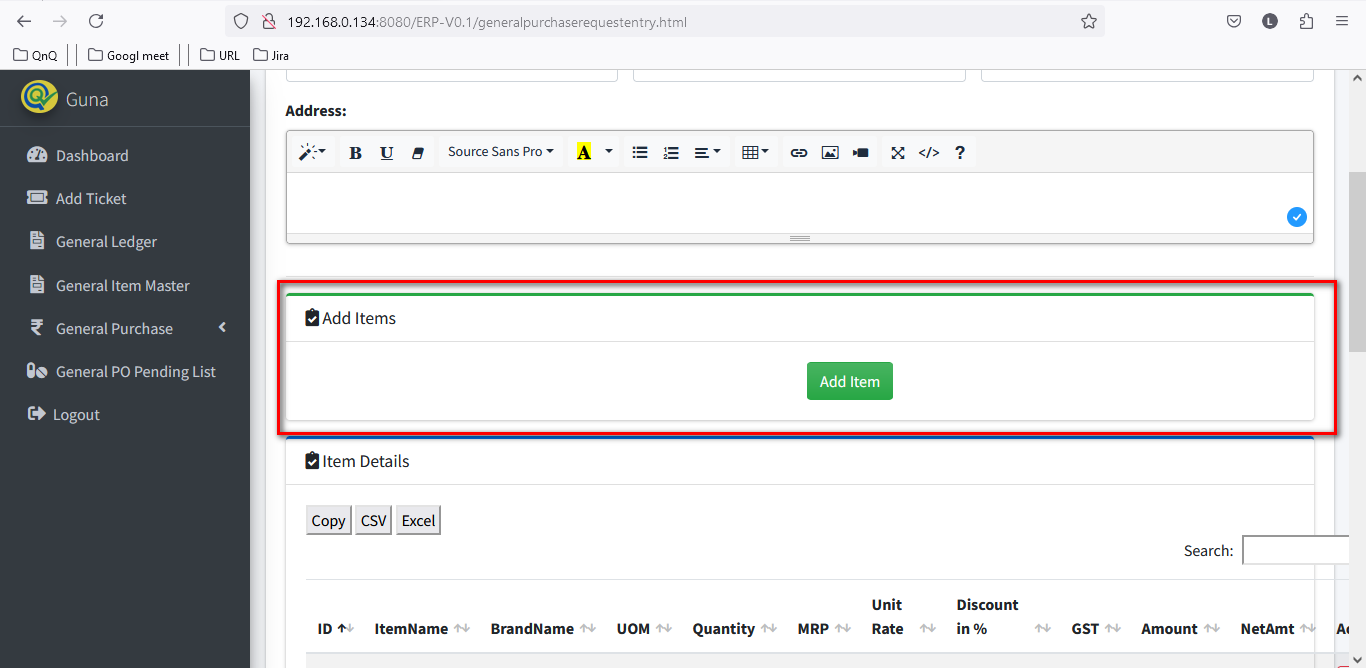 192.168.0.134:8080/ERP-V0.1/generalpurchaserequestentry.html
L
QnQ
Googl meet
URL
Jira
Guna
Dashboard
Add Ticket
General Ledger
General Item Master
General Purchase
General PO Pending List
Logout
Address:
B U Source Sans Pro A </> ?
Add Items
Add Item
Item Details
Copy CSV Excel
Search:
ID ItemName BrandName UOM Quantity MRP Unit Rate Discount in % GST Amount NetAmt